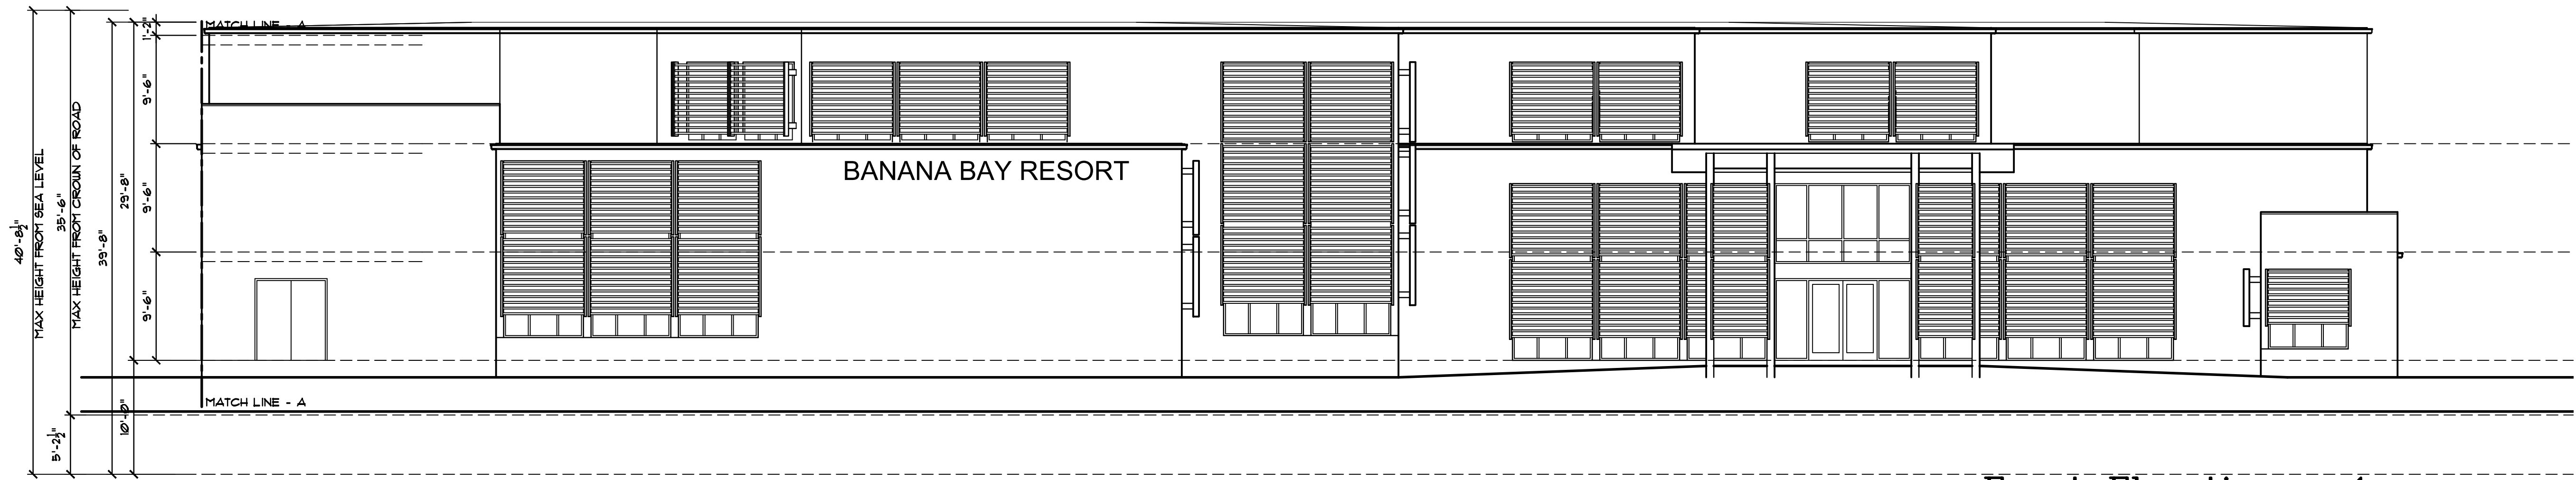 MATCH LINE - A
1'-2"
9'-6"
9'-6"
9'-6"
29'-8"
10'-0"
39'-8"
MAX HEIGHT FROM CROWN OF ROAD
35'-6"
5'-2½"
MAX HEIGHT FROM SEA LEVEL
40'-8½"
BANANA BAY RESORT
MATCH LINE - A